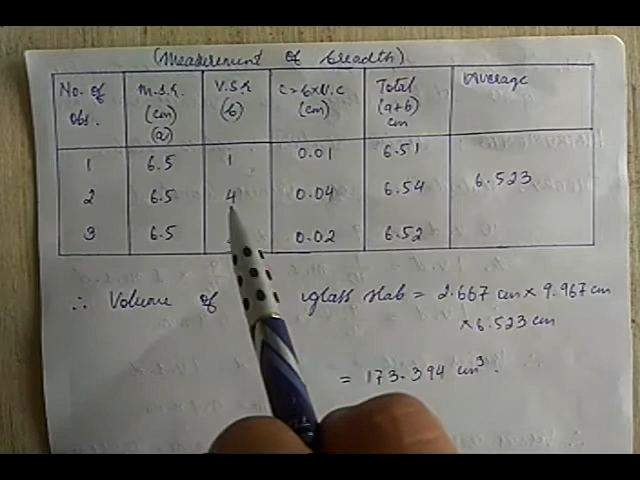 (Measurement of breadth)
No. of obs. | M.S.R. (cm) (a) | V.S.R (b) | C = b×V.C (cm) | Total (a+b) cm | Average
1 | 6.5 | 1 | 0.01 | 6.51
2 | 6.5 | 4 | 0.04 | 6.54 | 6.523
3 | 6.5 | 0.02 | 6.52
∴ Volume of glass slab = 2.667 cm × 9.967 cm
× 6.523 cm
= 173.394 cm³.